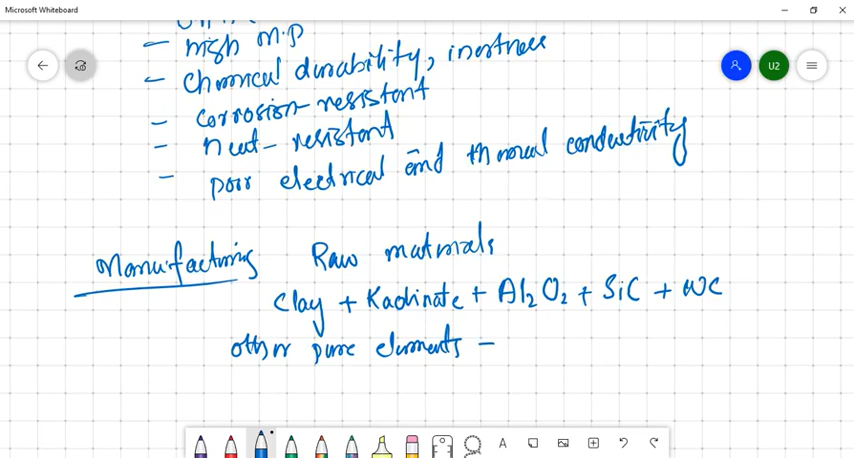 Microsoft Whiteboard
- high M.P
- chemical durability, inertness
- corrosion-resistant
- heat-resistant
- poor electrical and thermal conductivity
U2
Manufacturing Raw materials
Clay + Kaolinate + Al2O2 + SiC + WC
other pure elements -
A